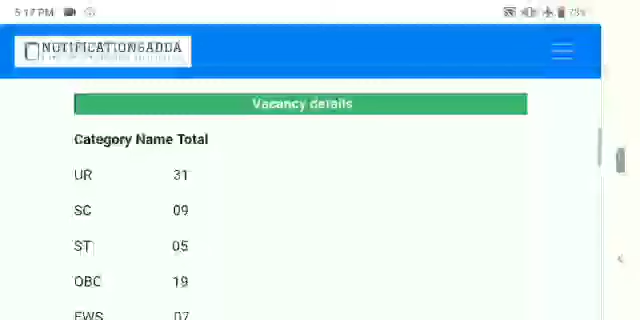 5:17 PM
NOTIFICATIONSADDA
Vacancy details
Category Name Total
UR 31
SC 09
ST 05
OBC 19
EWS 07